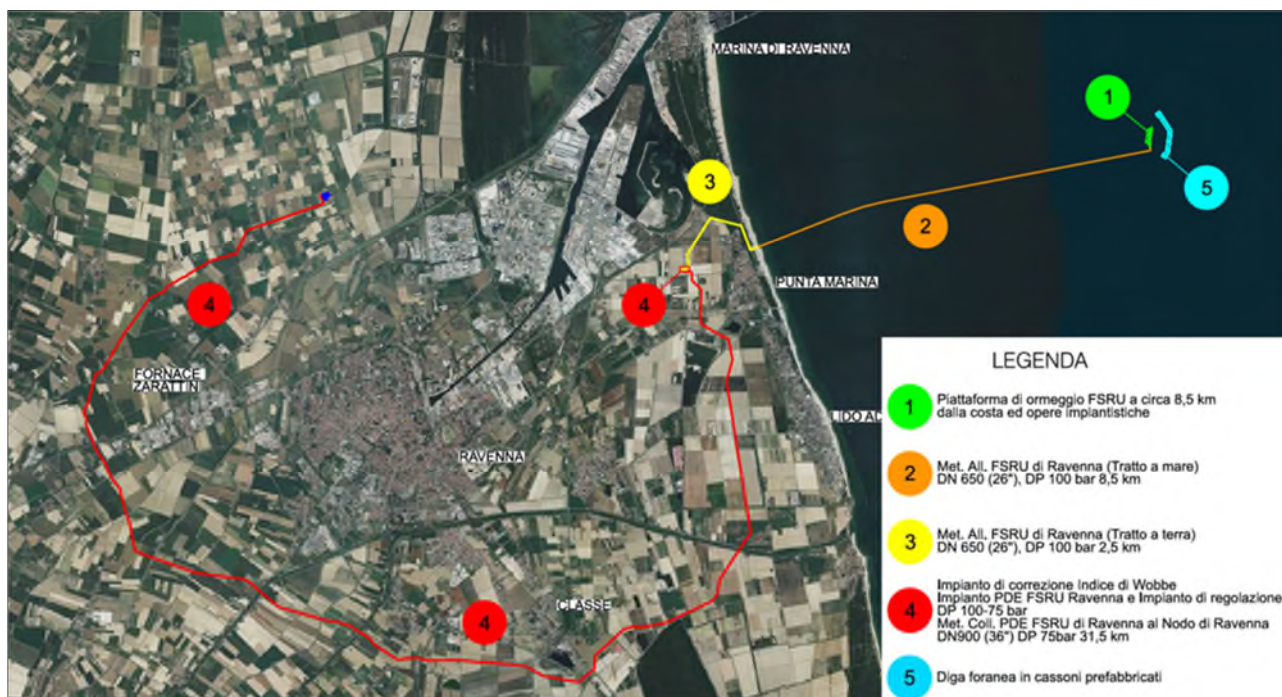 MARINA DI RAVENNA
1
3
5
2
PUNTA MARINA
4
4
FORNACE
ZARATTINI
LIDO AD
RAVENNA
CLASSE
4
LEGENDA
1 Piattaforma di ormeggio FSRU a circa 8,5 km
dalla costa ed opere impiantistiche
2 Met. All. FSRU di Ravenna (Tratto a mare)
DN 650 (26"), DP 100 bar 8,5 km
3 Met. All. FSRU di Ravenna (Tratto a terra)
DN 650 (26"), DP 100 bar 2,5 km
4 Impianto di correzione Indice di Wobbe
Impianto PDE FSRU Ravenna e Impianto di regolazione
DP 100-75 bar
Met. Coll. PDE FSRU di Ravenna al Nodo di Ravenna
DN900 (36") DP 75bar 31,5 km
5 Diga foranea in cassoni prefabbricati